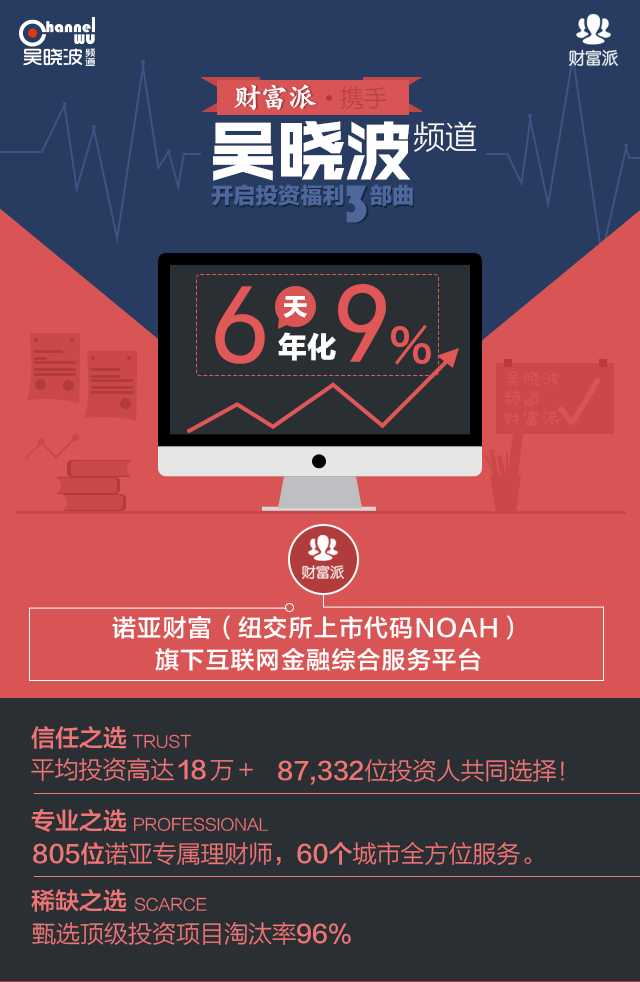 Channel
WU
吴晓波频道
财富派
财富派·携手
吴晓波频道
开启投资福利3部曲
6天年化9%
吴晓波
频道
财富派
财富派
诺亚财富（纽交所上市代码NOAH）
旗下互联网金融综合服务平台
信任之选 TRUST
平均投资高达18万+ 87,332位投资人共同选择！
专业之选 PROFESSIONAL
805位诺亚专属理财师，60个城市全方位服务。
稀缺之选 SCARCE
甄选顶级投资项目淘汰率96%